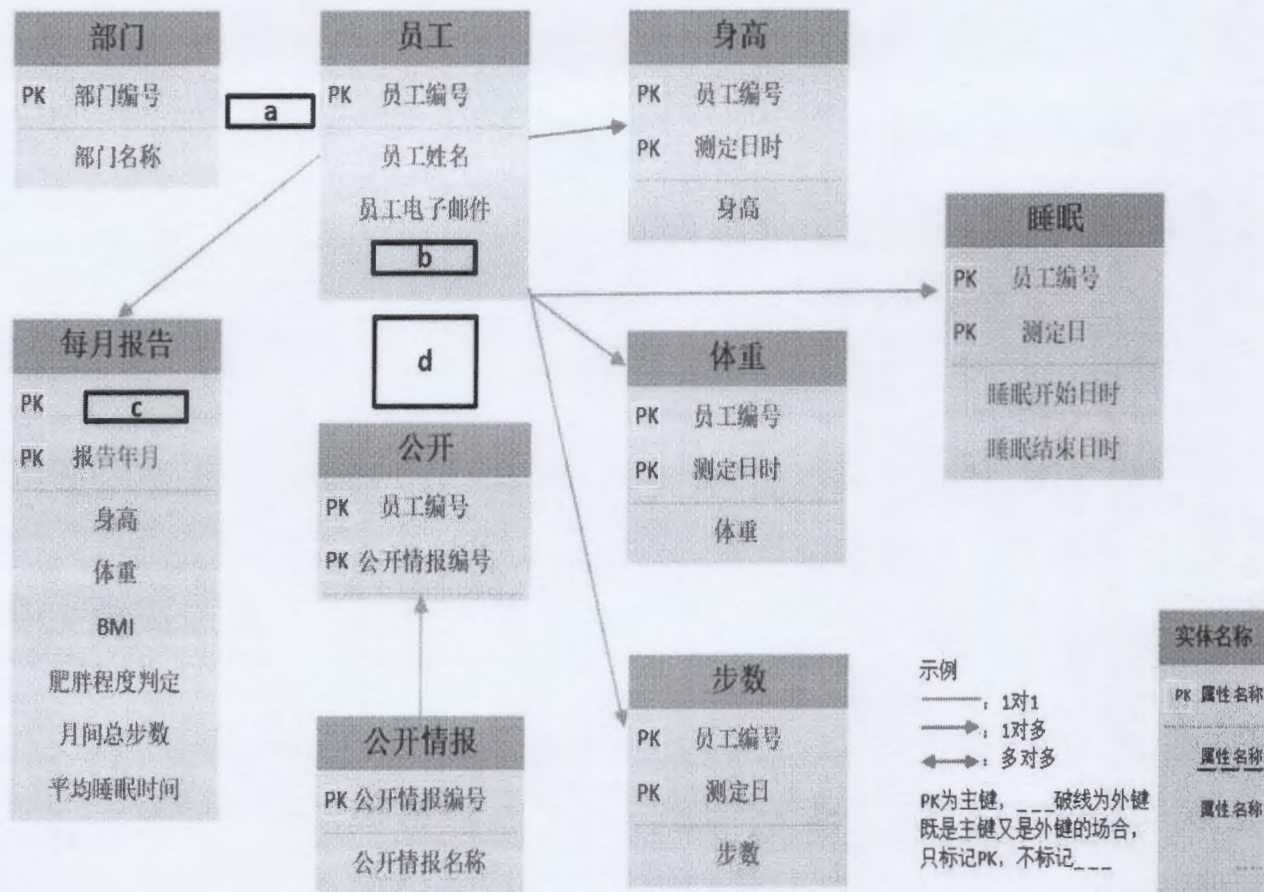 部门
PK 部门编号
部门名称
a
员工
PK 员工编号
员工姓名
员工电子邮件
b
身高
PK 员工编号
PK 测定日时
身高
睡眠
PK 员工编号
PK 测定日
睡眠开始日时
睡眠结束日时
每月报告
PK c
PK 报告年月
身高
体重
BMI
肥胖程度判定
月间总步数
平均睡眠时间
d
公开
PK 员工编号
PK 公开情报编号
体重
PK 员工编号
PK 测定日时
体重
公开情报
PK 公开情报编号
公开情报名称
步数
PK 员工编号
PK 测定日
步数
示例
：1对1
：1对多
：多对多
PK为主键，___破线为外键
既是主键又是外键的场合，
只标记PK，不标记___
实体名称
PK 属性名称
属性名称
属性名称
……